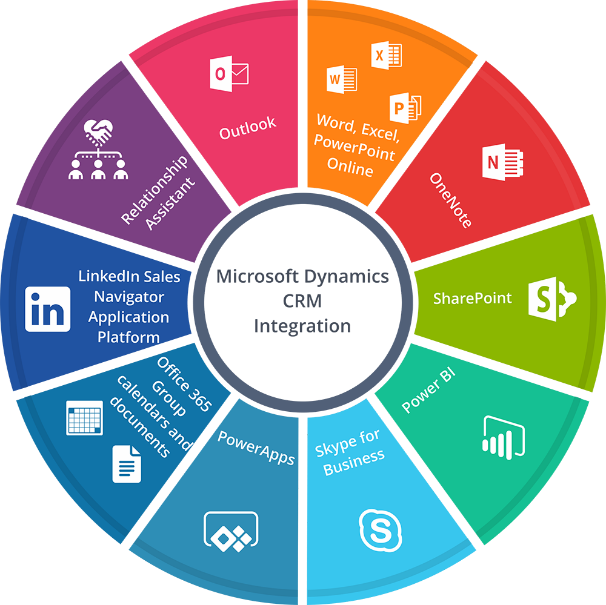 Microsoft Dynamics
CRM
Integration
Outlook
O
Word, Excel,
PowerPoint
Online
X
W
P
OneNote
N
SharePoint
S
Power BI
Skype for
Business
S
PowerApps
Office 365
Group
calendars and
documents
LinkedIn Sales
Navigator
Application
Platform
in
Relationship
Assistant